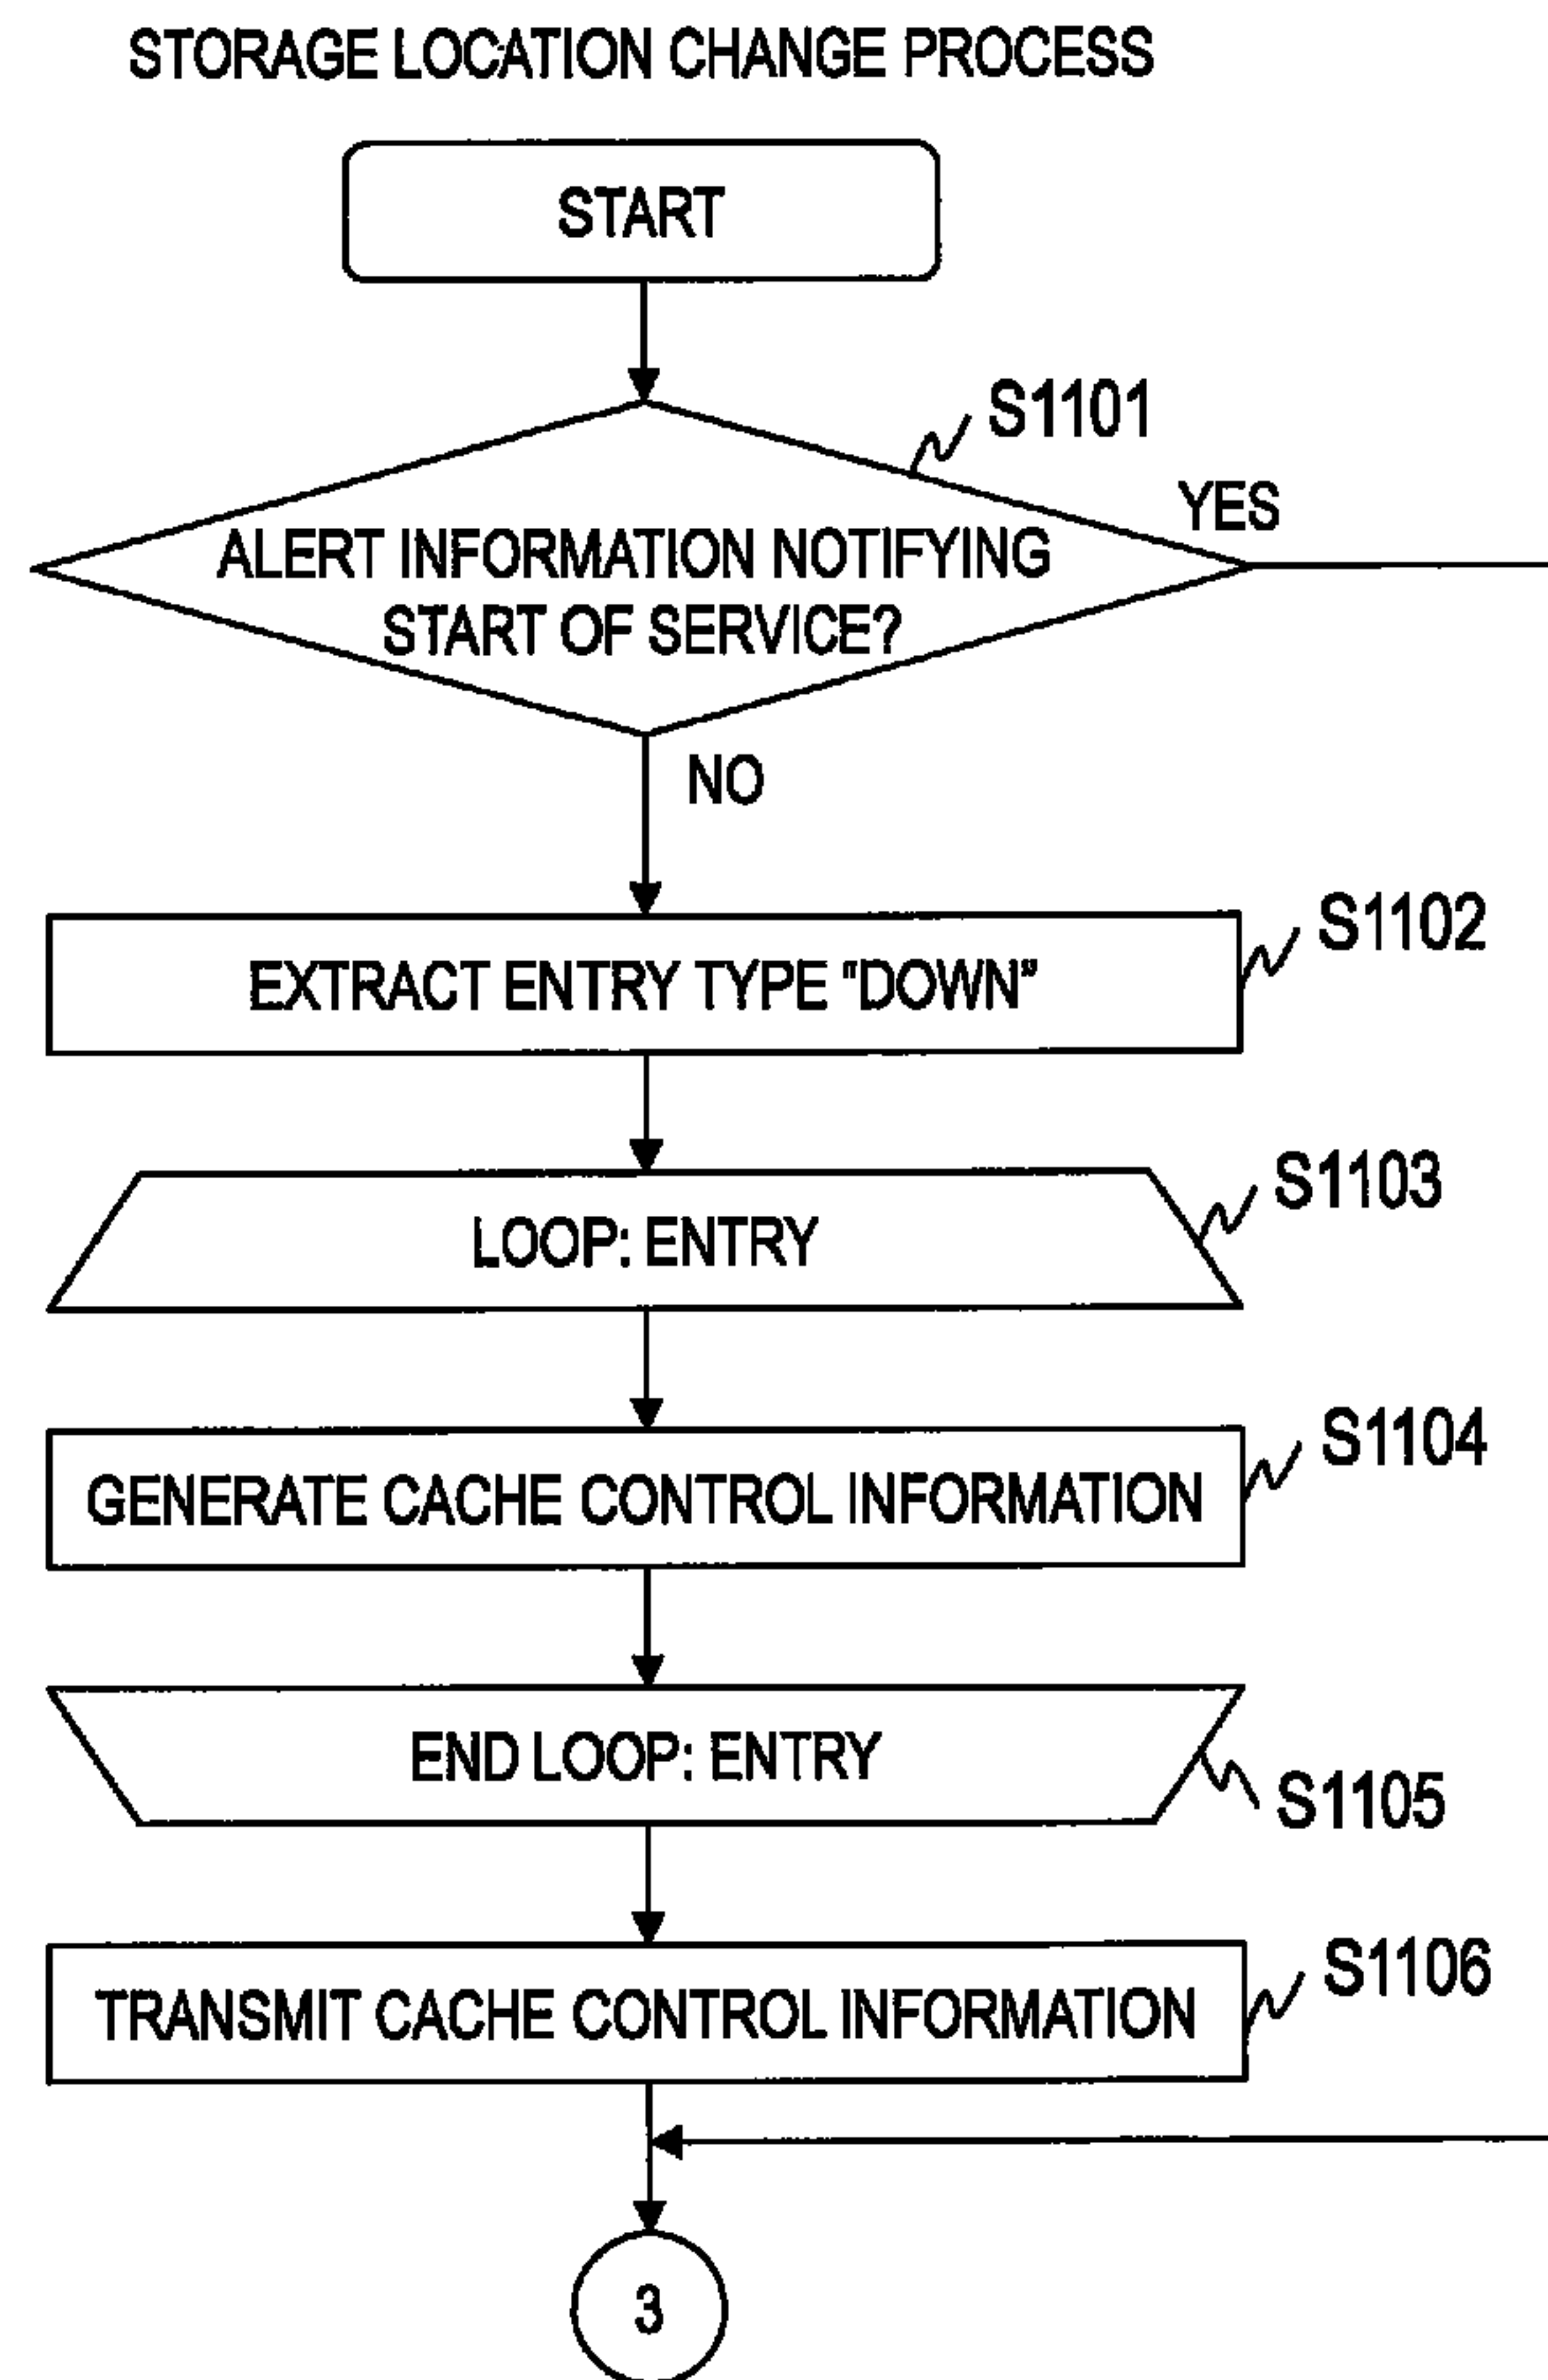 STORAGE LOCATION CHANGE PROCESS
START
S1101
YES
ALERT INFORMATION NOTIFYING
START OF SERVICE?
NO
S1102
EXTRACT ENTRY TYPE “DOWN”
S1103
LOOP: ENTRY
S1104
GENERATE CACHE CONTROL INFORMATION
END LOOP: ENTRY
S1105
S1106
TRANSMIT CACHE CONTROL INFORMATION
3